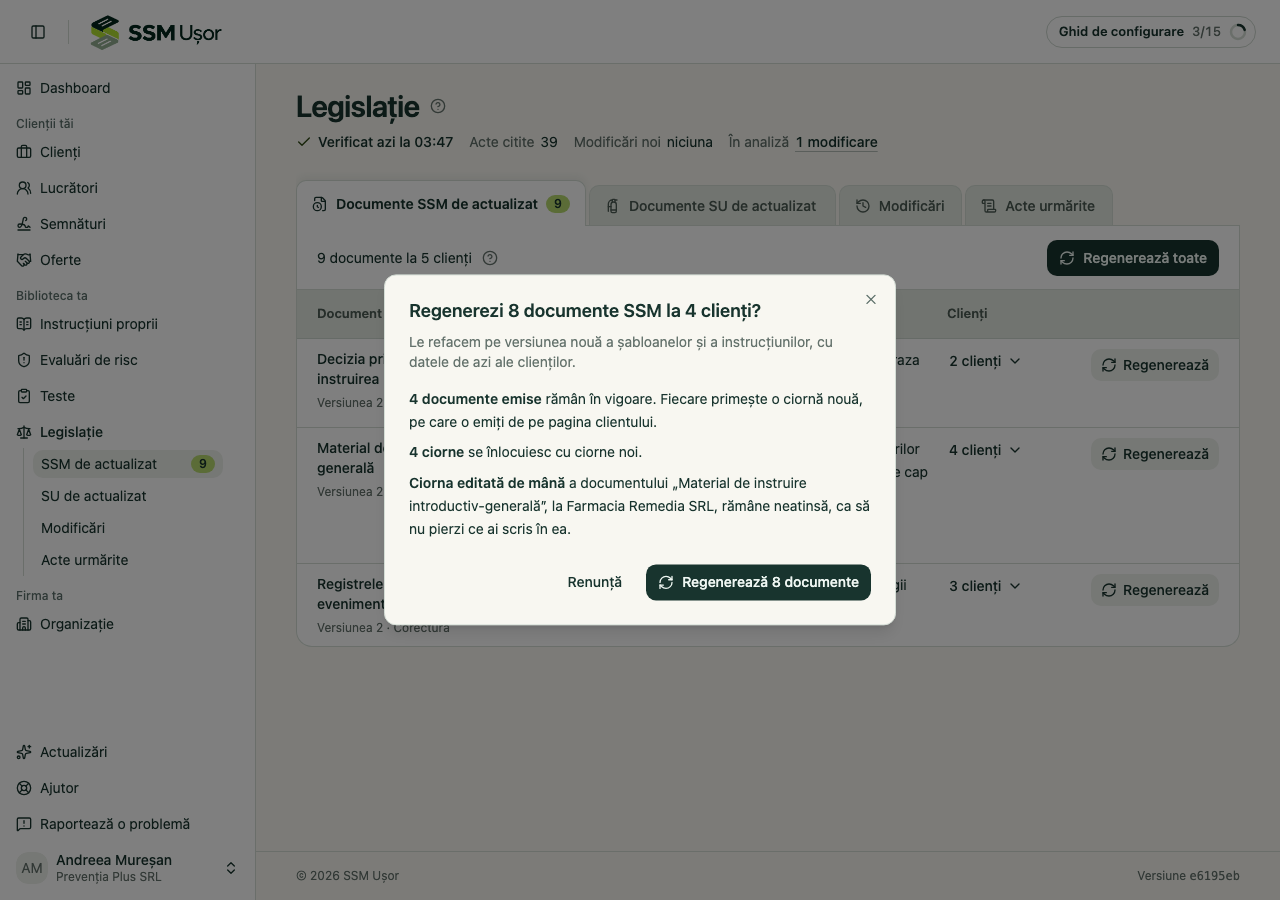 SSM Ușor
Ghid de configurare 3/15
Dashboard
Clienții tăi
Clienți
Lucrători
Semnături
Oferte
Biblioteca ta
Instrucțiuni proprii
Evaluări de risc
Teste
Legislație
SSM de actualizat 9
SU de actualizat
Modificări
Acte urmărite
Firma ta
Organizație
Actualizări
Ajutor
Raportează o problemă
AM
Andreea Mureșan
Prevenția Plus SRL
Legislație
Verificat azi la 03:47 Acte citite 39 Modificări noi niciuna În analiză 1 modificare
Documente SSM de actualizat 9
Documente SU de actualizat
Modificări
Acte urmărite
9 documente la 5 clienți
Regenerează toate
Document
Clienți
Decizia pr
instruirea
Versiunea 2
raza
2 clienți
Regenerează
Material d
generală
Versiunea 2
rilor
e cap
4 clienți
Regenerează
Registrele
eveniment
Versiunea 2 · Corectură
gii
3 clienți
Regenerează
Regenerezi 8 documente SSM la 4 clienți?
Le refacem pe versiunea nouă a șabloanelor și a instrucțiunilor, cu
datele de azi ale clienților.
4 documente emise rămân în vigoare. Fiecare primește o ciornă nouă,
pe care o emiți de pe pagina clientului.
4 ciorne se înlocuiesc cu ciorne noi.
Ciorna editată de mână a documentului „Material de instruire
introductiv-generală”, la Farmacia Remedia SRL, rămâne neatinsă, ca să
nu pierzi ce ai scris în ea.
Renunță
Regenerează 8 documente
© 2026 SSM Ușor
Versiune e6195eb